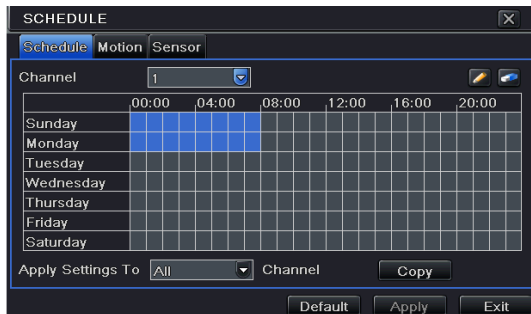 SCHEDULE
Schedule Motion Sensor
Channel 1
00:00 04:00 08:00 12:00 16:00 20:00
Sunday
Monday
Tuesday
Wednesday
Thursday
Friday
Saturday
Apply Settings To All Channel Copy
Default Apply Exit